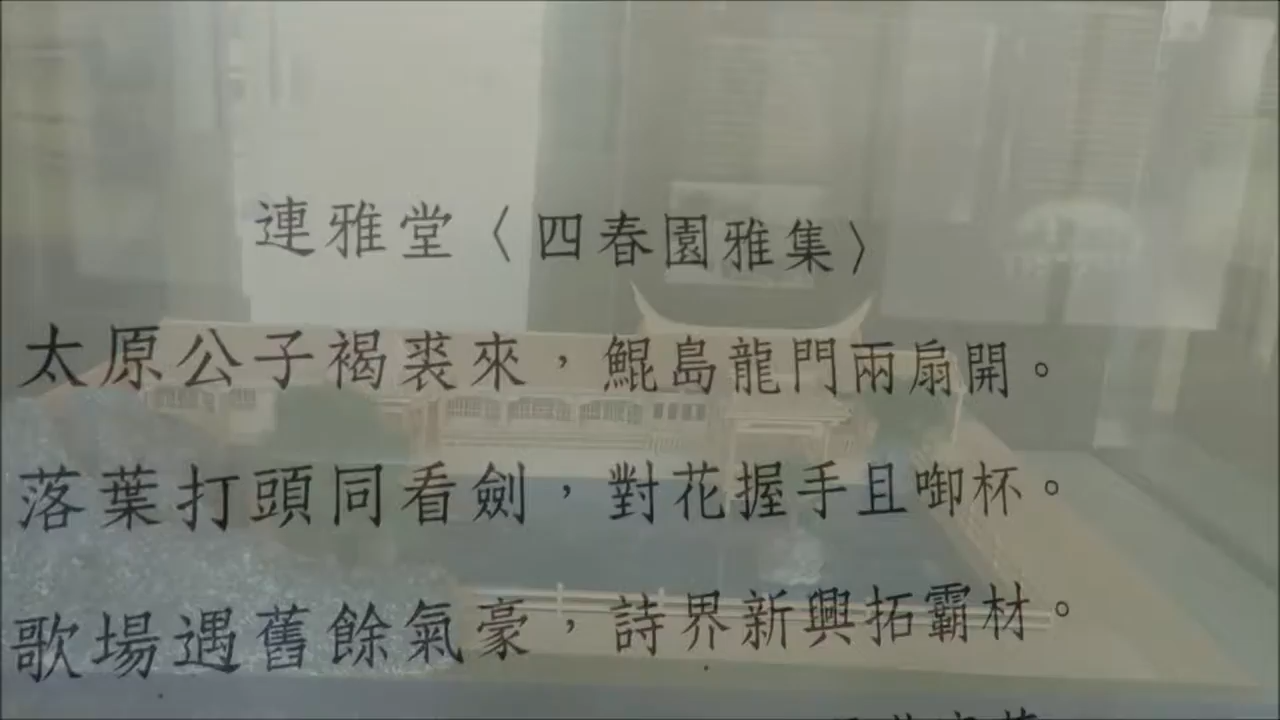 連雅堂〈四春園雅集〉
太原公子褐裘來，鯤島龍門兩扇開。
落葉打頭同看劍，對花握手且啣杯。
歌場遇舊餘氣豪，詩界新興拓霸材。